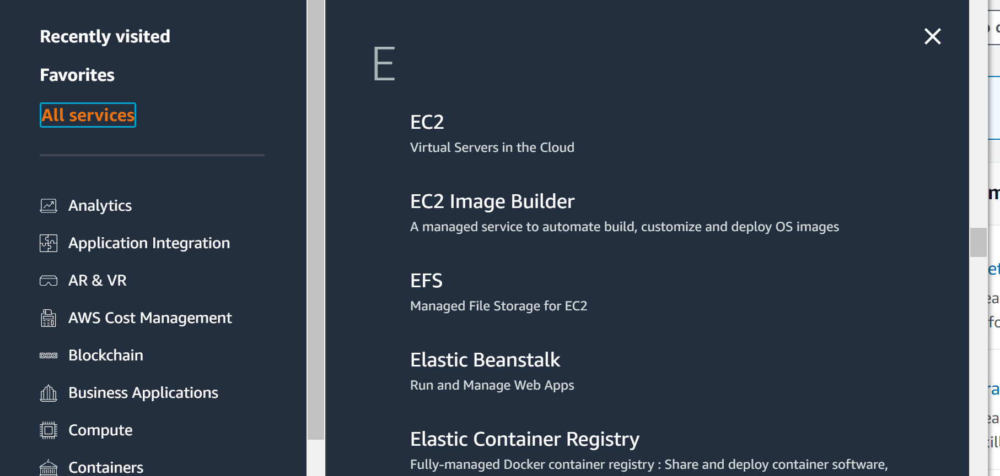 Recently visited
Favorites
All services
Analytics
Application Integration
AR & VR
AWS Cost Management
Blockchain
Business Applications
Compute
Containers
E
EC2
Virtual Servers in the Cloud
EC2 Image Builder
A managed service to automate build, customize and deploy OS images
EFS
Managed File Storage for EC2
Elastic Beanstalk
Run and Manage Web Apps
Elastic Container Registry
Fully-managed Docker container registry : Share and deploy container software,